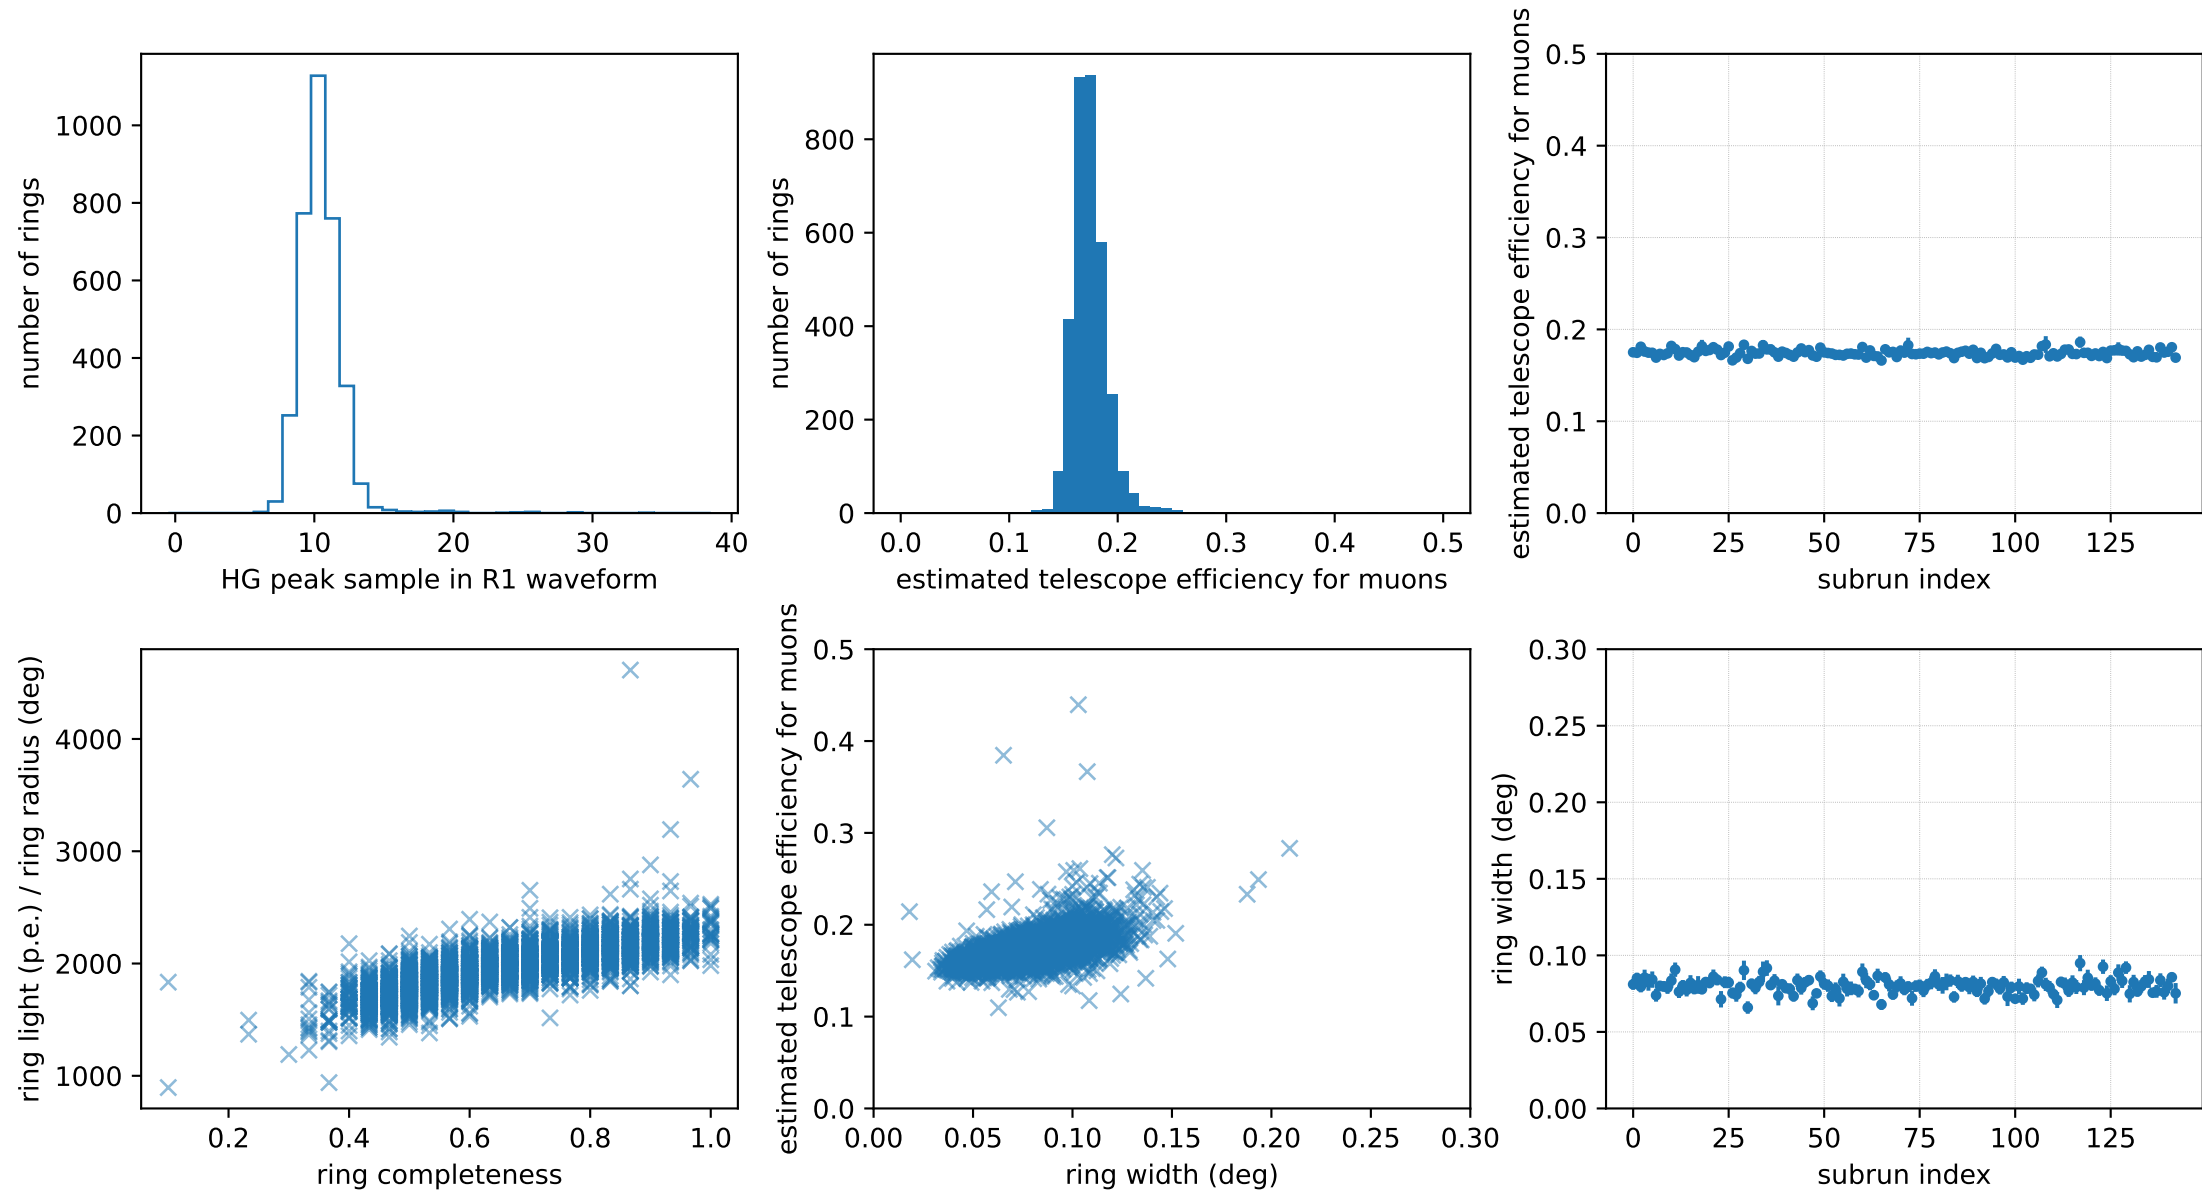 number of rings
1000
800
600
400
200
0
0 10 20 30 40
HG peak sample in R1 waveform
number of rings
800
600
400
200
0
0.0 0.1 0.2 0.3 0.4 0.5
estimated telescope efficiency for muons
estimated telescope efficiency for muons
0.5
0.4
0.3
0.2
0.1
0.0
0 25 50 75 100 125
subrun index
ring light (p.e.) / ring radius (deg)
4000
3000
2000
1000
0.2 0.4 0.6 0.8 1.0
ring completeness
estimated telescope efficiency for muons
0.5
0.4
0.3
0.2
0.1
0.0
0.00 0.05 0.10 0.15 0.20 0.25 0.30
ring width (deg)
ring width (deg)
0.30
0.25
0.20
0.15
0.10
0.05
0.00
0 25 50 75 100 125
subrun index